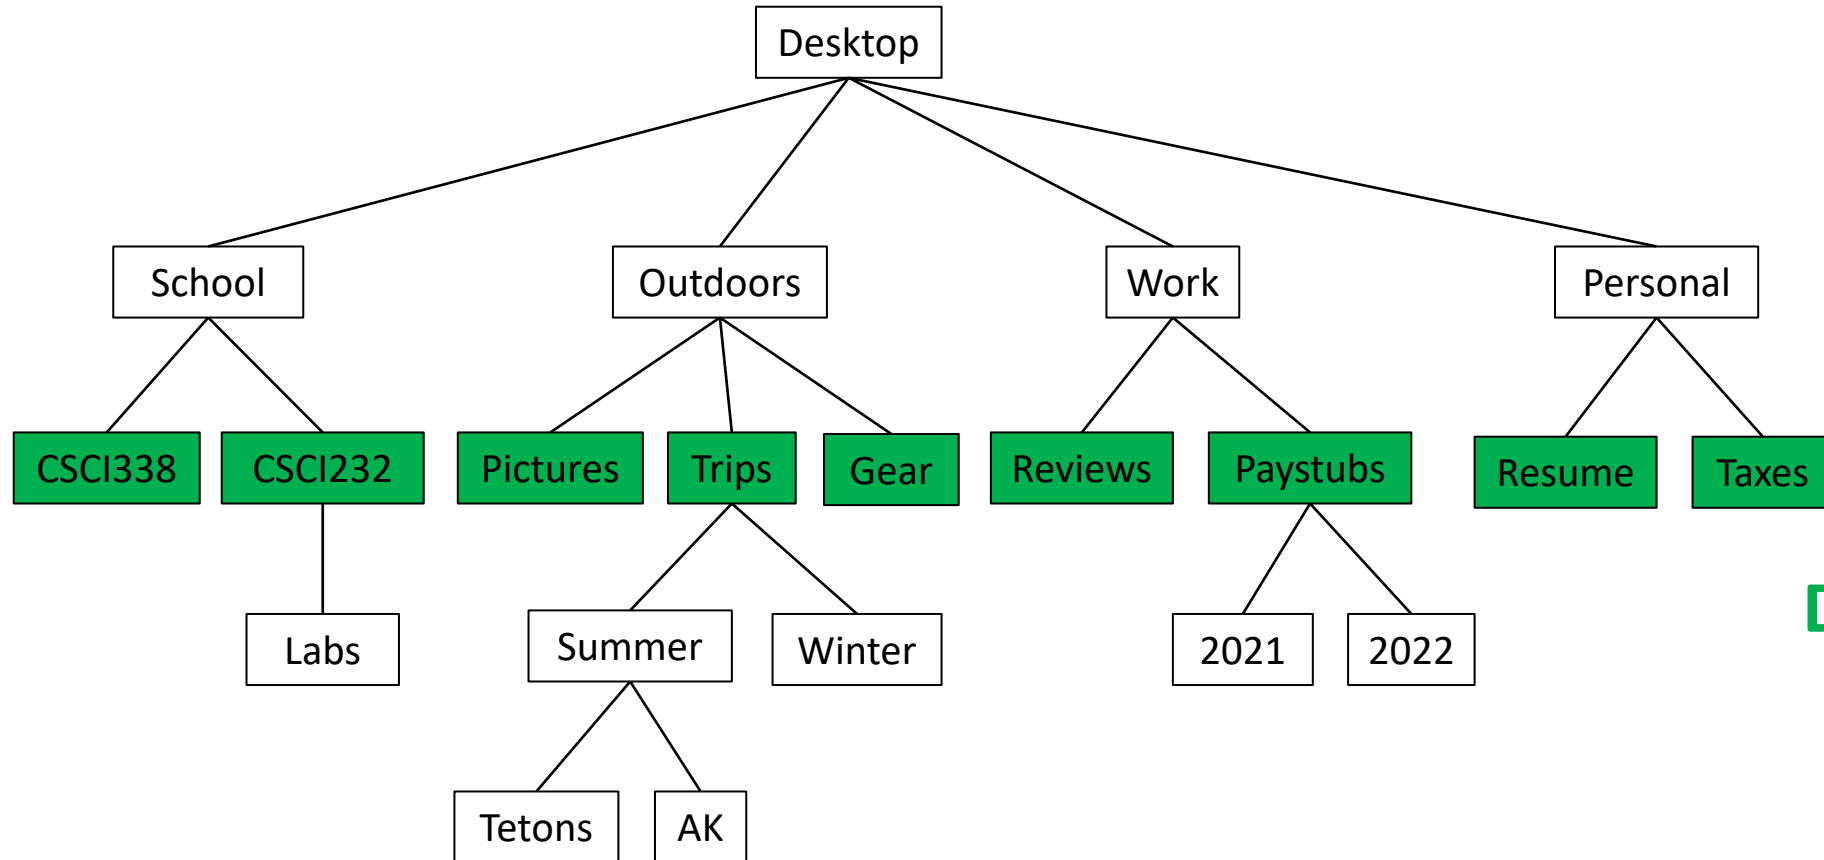 Desktop
School
Outdoors
Work
Personal
CSCI338
CSCI232
Pictures
Trips
Gear
Reviews
Paystubs
Resume
Taxes
Labs
Summer
Winter
2021
2022
Tetons
AK